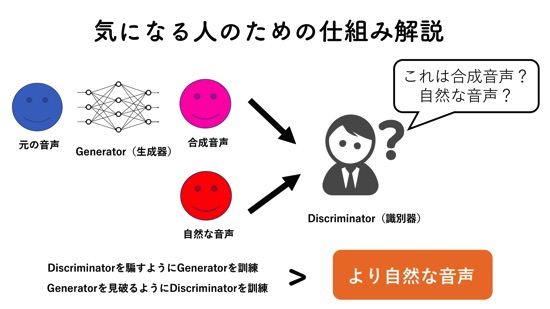 気になる人のための仕組み解説
これは合成音声？
自然な音声？
元の音声
Generator（生成器）
合成音声
自然な音声
?
Discriminator（識別器）
Discriminatorを騙すようにGeneratorを訓練
Generatorを見破るようにDiscriminatorを訓練
>
より自然な音声